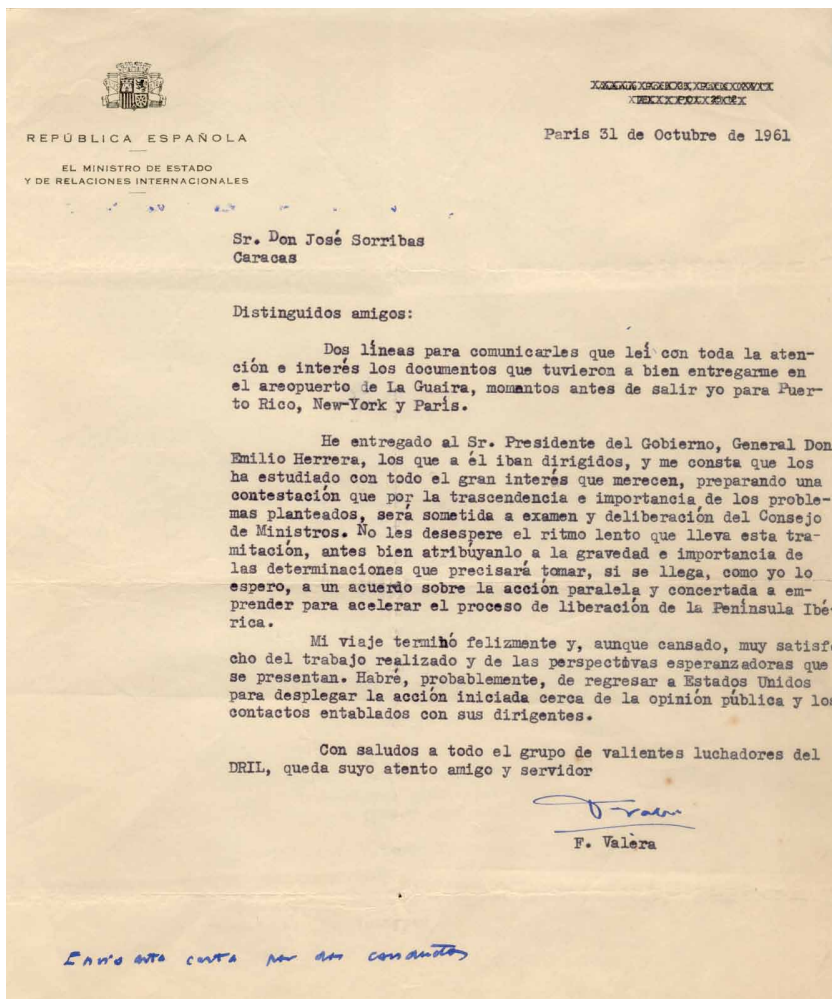 REPÚBLICA ESPAÑOLA
EL MINISTRO DE ESTADO
Y DE RELACIONES INTERNACIONALES
Paris 31 de Octubre de 1961
Sr. Don José Sorribas
Caracas
Distinguidos amigos:
Dos líneas para comunicarles que leí con toda la aten-
ción e interés los documentos que tuvieron a bien entregarme en
el areopuerto de La Guaira, momentos antes de salir yo para Puer-
to Rico, New-York y París.
He entregado al Sr. Presidente del Gobierno, General Don
Emilio Herrera, los que a él iban dirigidos, y me consta que los
ha estudiado con todo el gran interés que merecen, preparando una
contestación que por la trascendencia e importancia de los proble-
mas planteados, será sometida a examen y deliberación del Consejo
de Ministros. No les desespere el ritmo lento que lleva esta tra-
mitación, antes bien atribúyanlo a la gravedad e importancia de
las determinaciones que precisará tomar, si se llega, como yo lo
espero, a un acuerdo sobre la acción paralela y concertada a em-
prender para acelerar el proceso de liberación de la Península Ibé-
rica.
Mi viaje terminó felizmente y, aunque cansado, muy satisfe
cho del trabajo realizado y de las perspectivas esperanzadoras que
se presentan. Habré, probablemente, de regresar a Estados Unidos
para desplegar la acción iniciada cerca de la opinión pública y los
contactos entablados con sus dirigentes.
Con saludos a todo el grupo de valientes luchadores del
DRIL, queda suyo atento amigo y servidor
F. Valera
F. Valèra
Envio esta carta por dos conductos